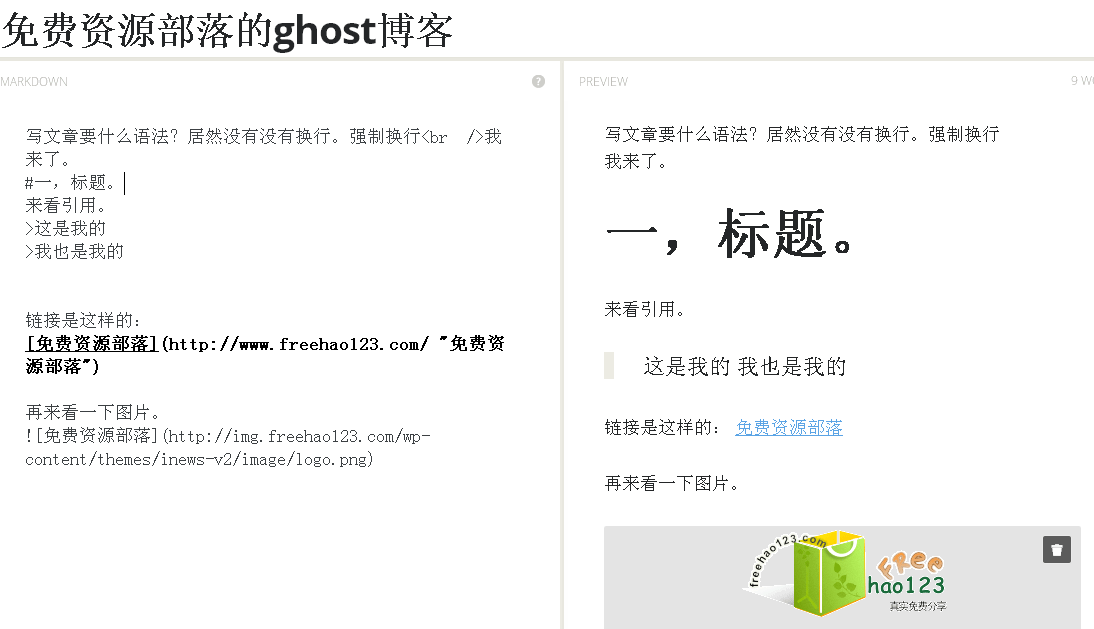 免费资源部落的ghost博客
MARKDOWN
?
写文章要什么语法？居然没有没有换行。强制换行<br  />我
来了。
#一，标题。
来看引用。
>这是我的
>我也是我的
链接是这样的：
[免费资源部落](http://www.freehao123.com/ "免费资
源部落")
再来看一下图片。
![免费资源部落](http://img.freehao123.com/wp-
content/themes/inews-v2/image/logo.png)
PREVIEW
9 W
写文章要什么语法？居然没有没有换行。强制换行
我来了。
一，标题。
来看引用。
这是我的 我也是我的
链接是这样的： 免费资源部落
再来看一下图片。
freehao123.com
Free
hao123
真实免费分享